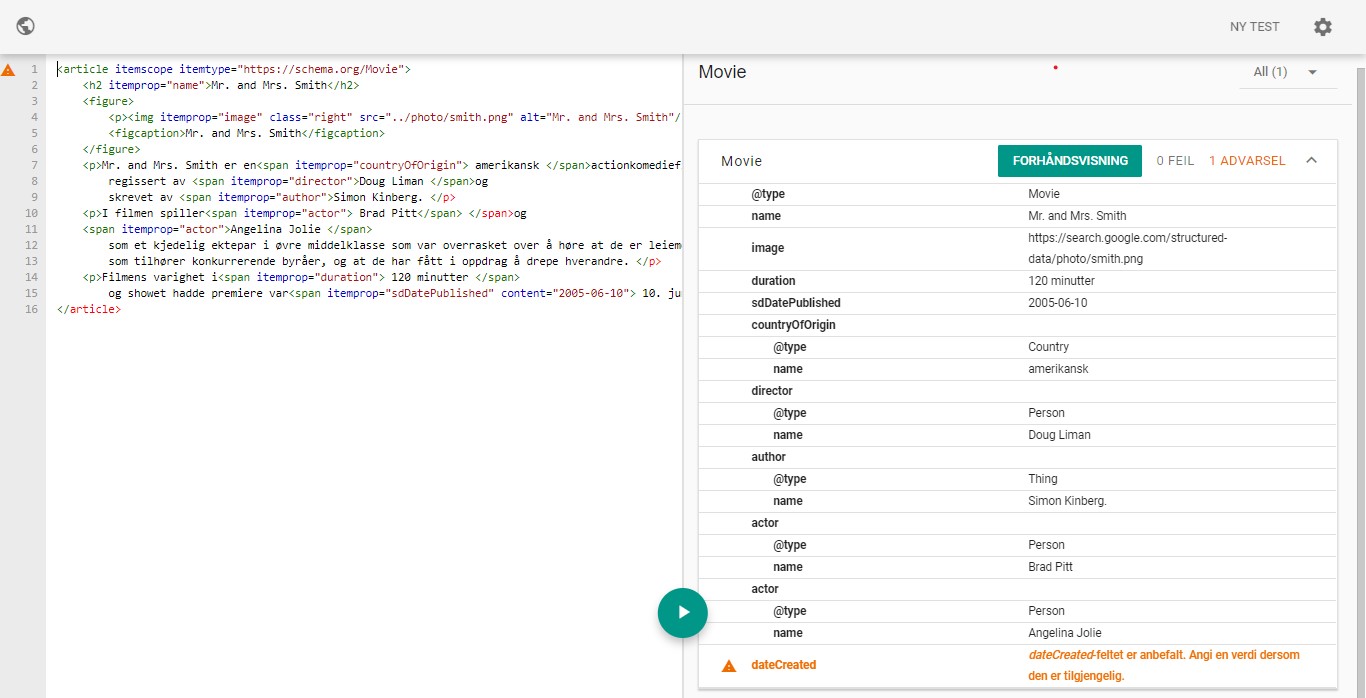 NY TEST
1 <article itemscope itemtype="https://schema.org/Movie">
2 <h2 itemprop="name">Mr. and Mrs. Smith</h2>
3 <figure>
4 <p><img itemprop="image" class="right" src="../photo/smith.png" alt="Mr. and Mrs. Smith"/
5 <figcaption>Mr. and Mrs. Smith</figcaption>
6 </figure>
7 <p>Mr. and Mrs. Smith er en<span itemprop="countryOfOrigin"> amerikansk </span>actionkomedief
8 regissert av <span itemprop="director">Doug Liman </span>og
9 skrevet av <span itemprop="author">Simon Kinberg. </p>
10 <p>I filmen spiller<span itemprop="actor"> Brad Pitt</span> </span>og
11 <span itemprop="actor">Angelina Jolie </span>
12 som et kjedelig ektepar i øvre middelklasse som var overrasket over å høre at de er leiem
13 som tilhører konkurrerende byråer, og at de har fått i oppdrag å drepe hverandre. </p>
14 <p>Filmens varighet i<span itemprop="duration"> 120 minutter </span>
15 og showet hadde premiere var<span itemprop="sdDatePublished" content="2005-06-10"> 10. ju
16 </article>
Movie
All (1)
Movie FORHÅNDSVISNING 0 FEIL 1 ADVARSEL
@type Movie
name Mr. and Mrs. Smith
image https://search.google.com/structured-
data/photo/smith.png
duration 120 minutter
sdDatePublished 2005-06-10
countryOfOrigin
@type Country
name amerikansk
director
@type Person
name Doug Liman
author
@type Thing
name Simon Kinberg.
actor
@type Person
name Brad Pitt
actor
@type Person
name Angelina Jolie
dateCreated dateCreated-feltet er anbefalt. Angi en verdi dersom
den er tilgjengelig.